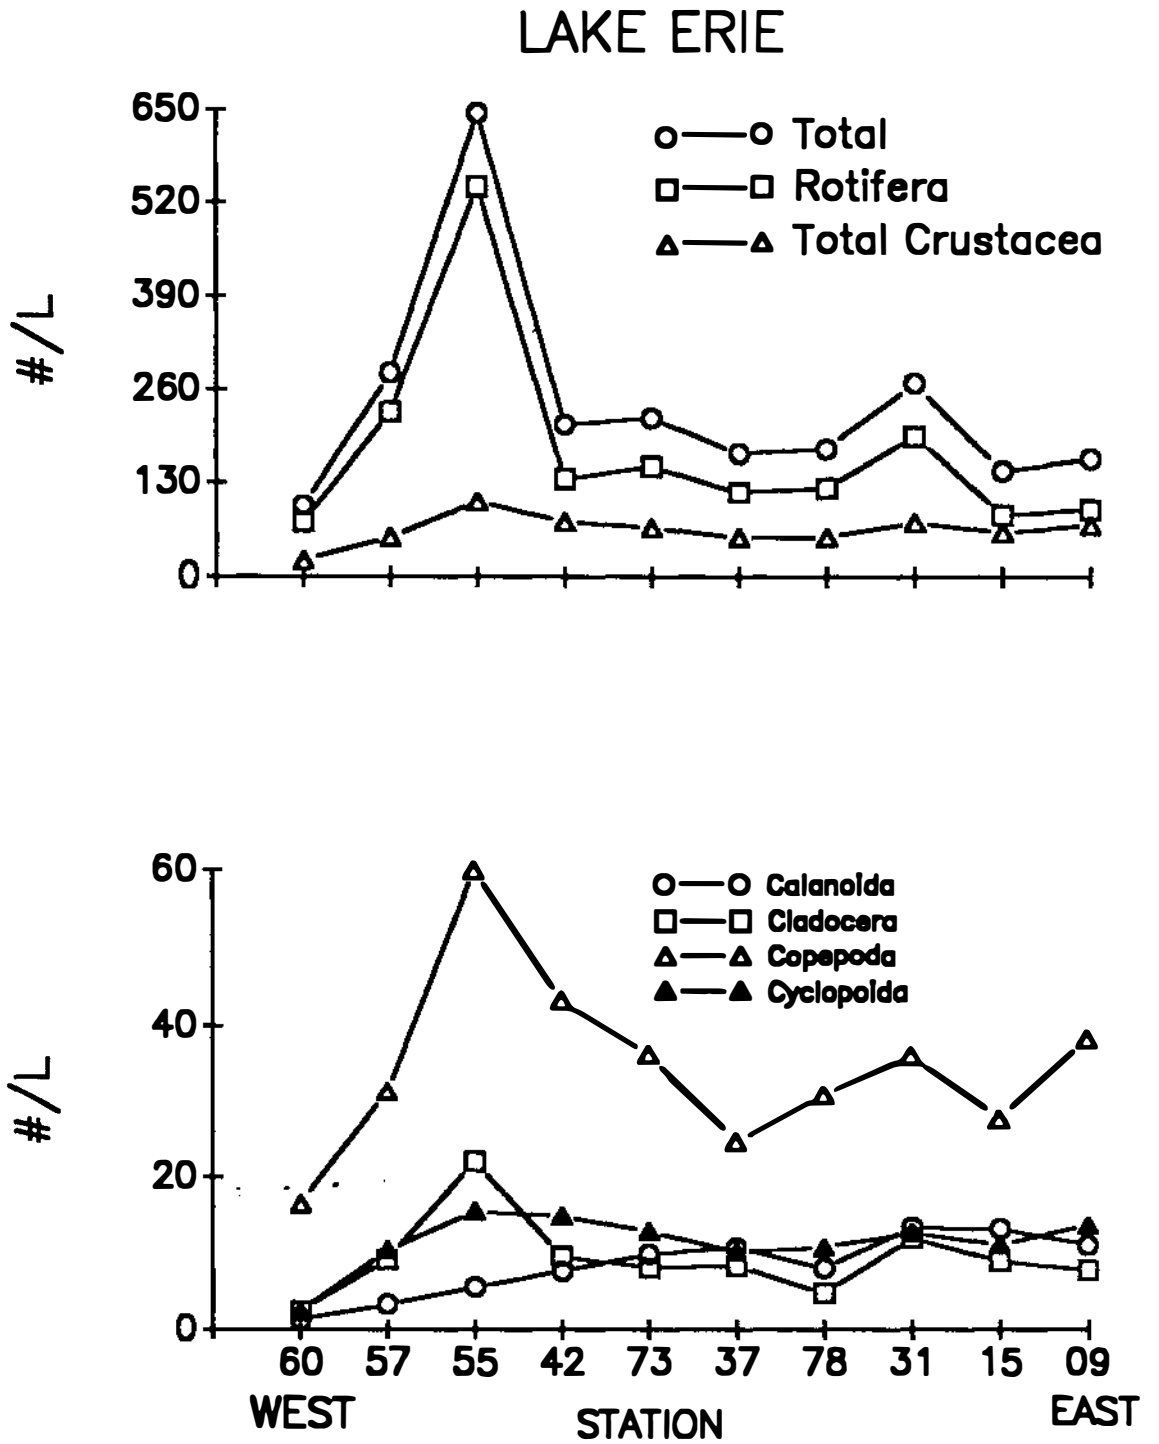 LAKE ERIE
650
520
390
260
130
0
#/L
Total
Rotifera
Total Crustacea
60
40
20
0
#/L
Calanoida
Cladocera
Copepoda
Cyclopoida
60 57 55 42 73 37 78 31 15 09
WEST STATION EAST